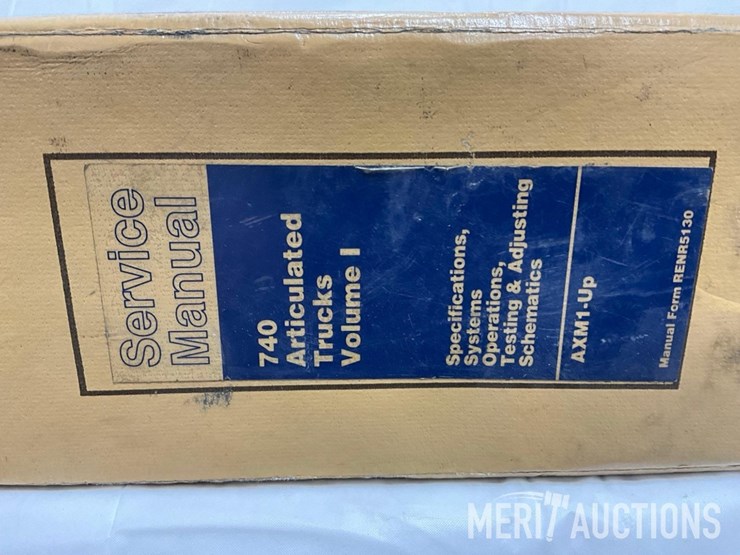 Service
Manual
740
Articulated
Trucks
Volume I
Specifications,
Systems
Operations,
Testing & Adjusting
Schematics
AXM1-Up
Manual Form RENR5130
MERIT AUCTIONS